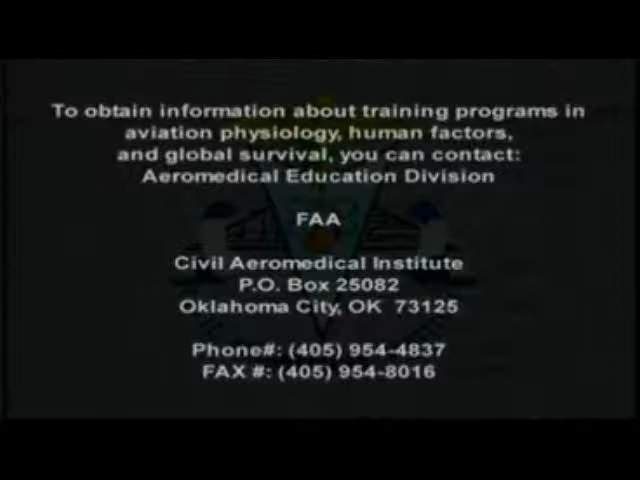 To obtain information about training programs in
aviation physiology, human factors,
and global survival, you can contact:
Aeromedical Education Division
FAA
Civil Aeromedical Institute
P.O. Box 25082
Oklahoma City, OK 73125
Phone#: (405) 954-4837
FAX #: (405) 954-8016